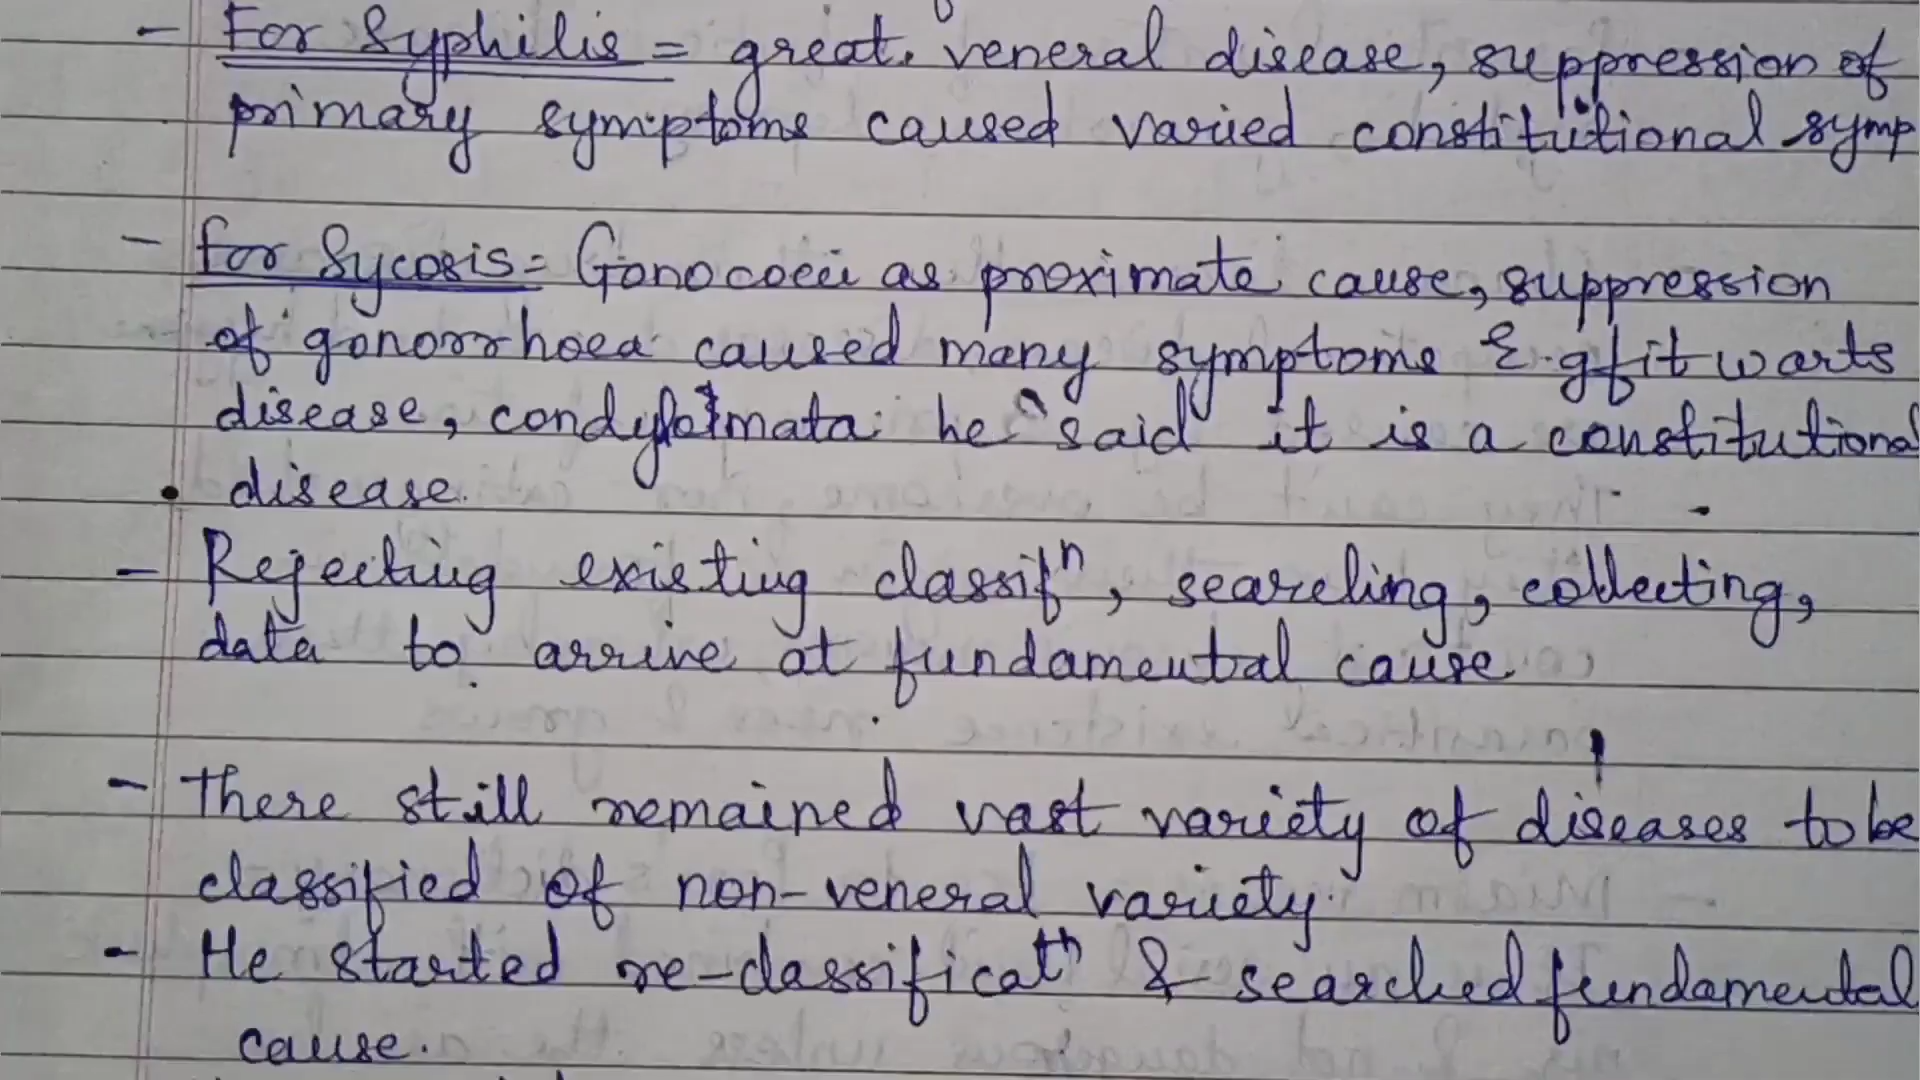 - For Syphilis = great. veneral disease, suppression of
primary symptoms caused varied constitutional symp
- For Sycosis = Gonococci as proximate cause, suppression
of gonorrhoea caused many symptoms E.g fit warts
disease, condylomata he said it is a constitutional
disease.
- Rejecting existing classifn, searching, collecting,
data to arrive at fundamental cause
- There still remained vast variety of diseases to be
classified of non-veneral variety.
- He started re-classificatn & searched fundamental
cause.